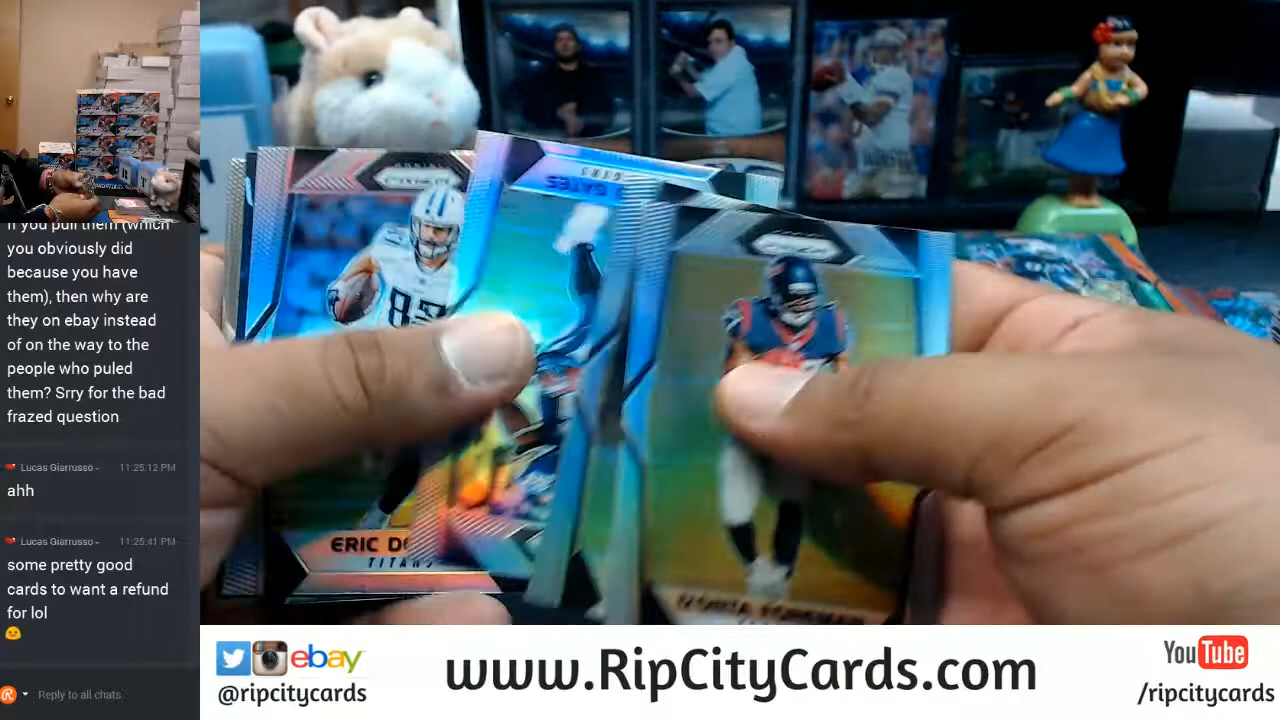 If you pull them (which
you obviously did
because you have
them), then why are
they on ebay instead
of on the way to the
people who puled
them? Srry for the bad
frazed question
Lucas Giarrusso 11:25:12 PM
ahh
Lucas Giarrusso 11:25:41 PM
some pretty good
cards to want a refund
for lol
Reply to all chats
PRIZM
GATES
82
ERIC
TITANS
ebay
@ripcitycards
www.RipCityCards.com
YouTube
/ripcitycards